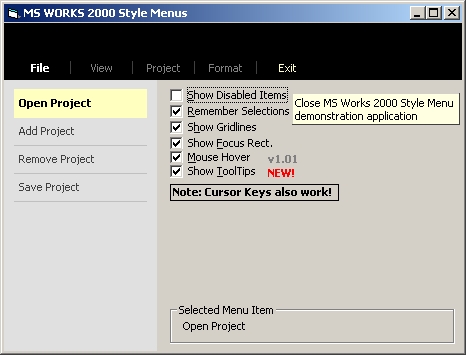 MS WORKS 2000 Style Menus
File View Project Format Exit
Open Project
Add Project
Remove Project
Save Project
Show Disabled Items
Remember Selections
Show Gridlines
Show Focus Rect.
Mouse Hover v1.01
Show ToolTips NEW!
Note: Cursor Keys also work!
Close MS Works 2000 Style Menu
demonstration application
Selected Menu Item
Open Project